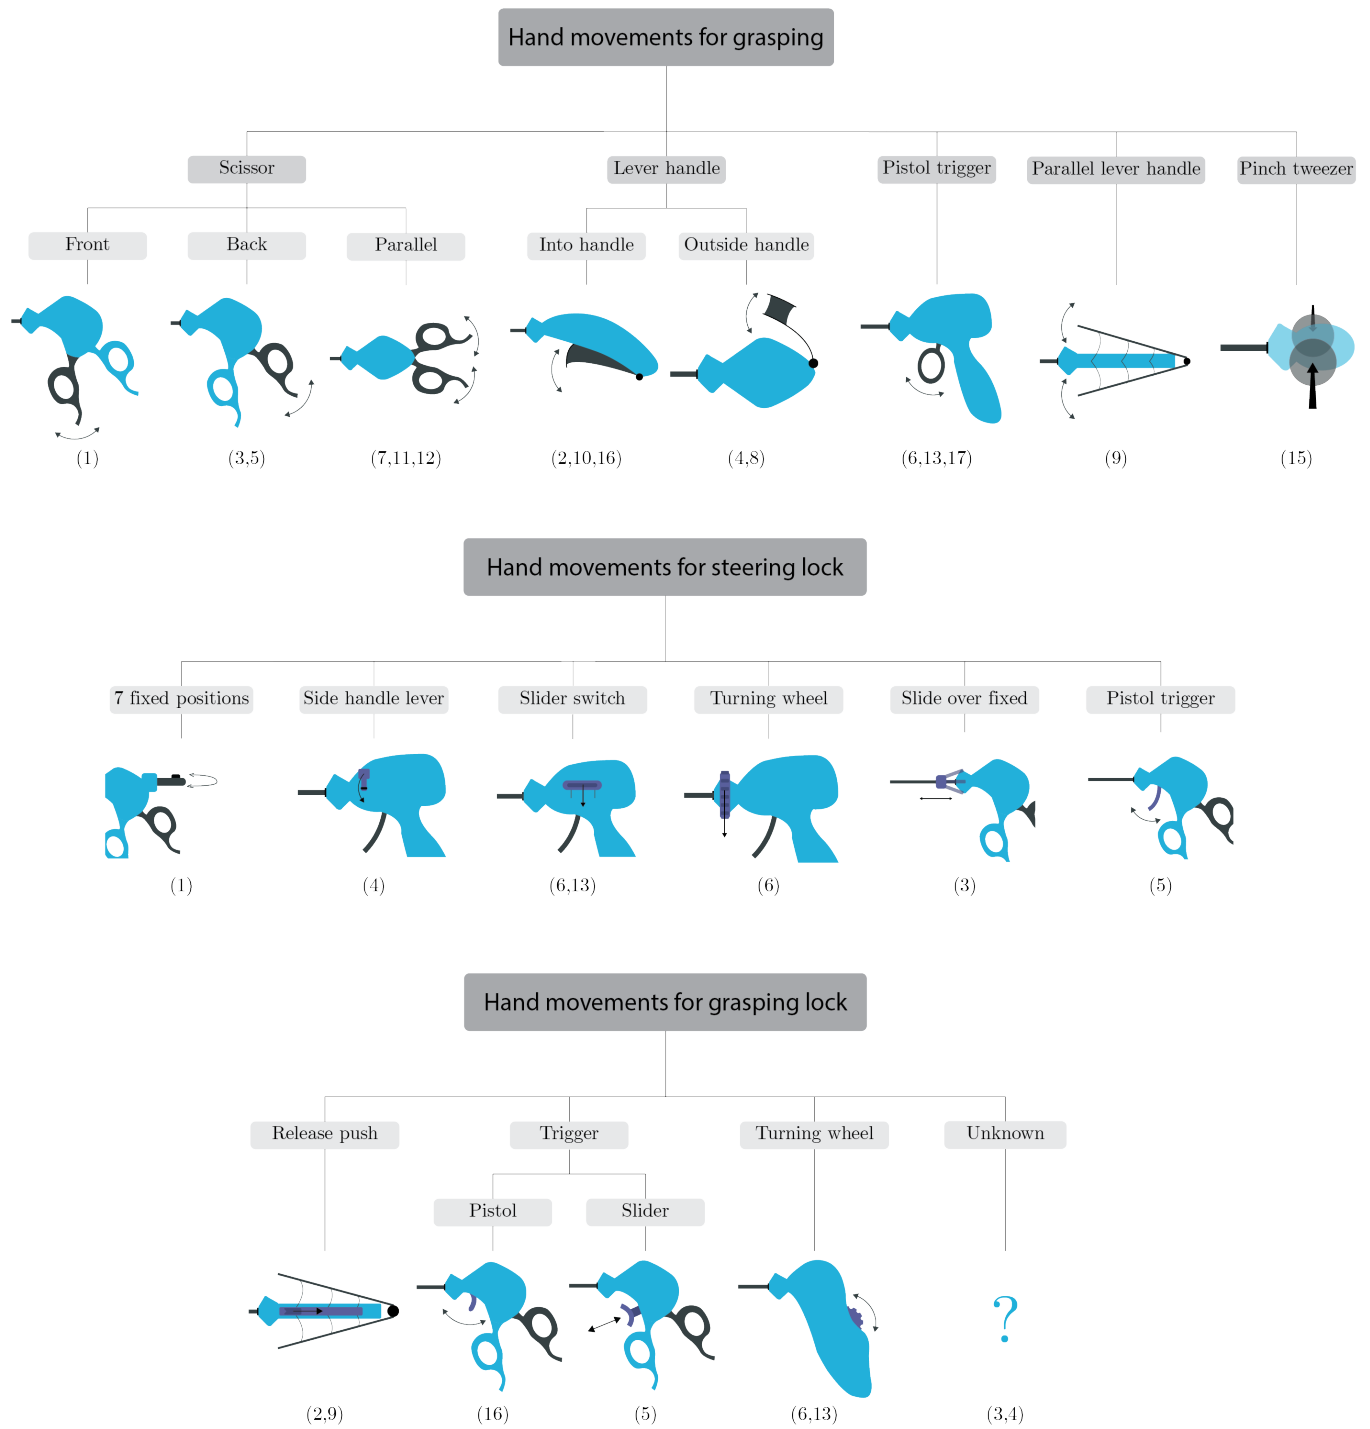 Hand movements for grasping
Scissor
Lever handle
Pistol trigger
Parallel lever handle
Pinch tweezer
Front
Back
Parallel
Into handle
Outside handle
(1)
(3,5)
(7,11,12)
(2,10,16)
(4,8)
(6,13,17)
(9)
(15)
Hand movements for steering lock
7 fixed positions
Side handle lever
Slider switch
Turning wheel
Slide over fixed
Pistol trigger
(1)
(4)
(6,13)
(6)
(3)
(5)
Hand movements for grasping lock
Release push
Trigger
Turning wheel
Unknown
Pistol
Slider
?
(2,9)
(16)
(5)
(6,13)
(3,4)